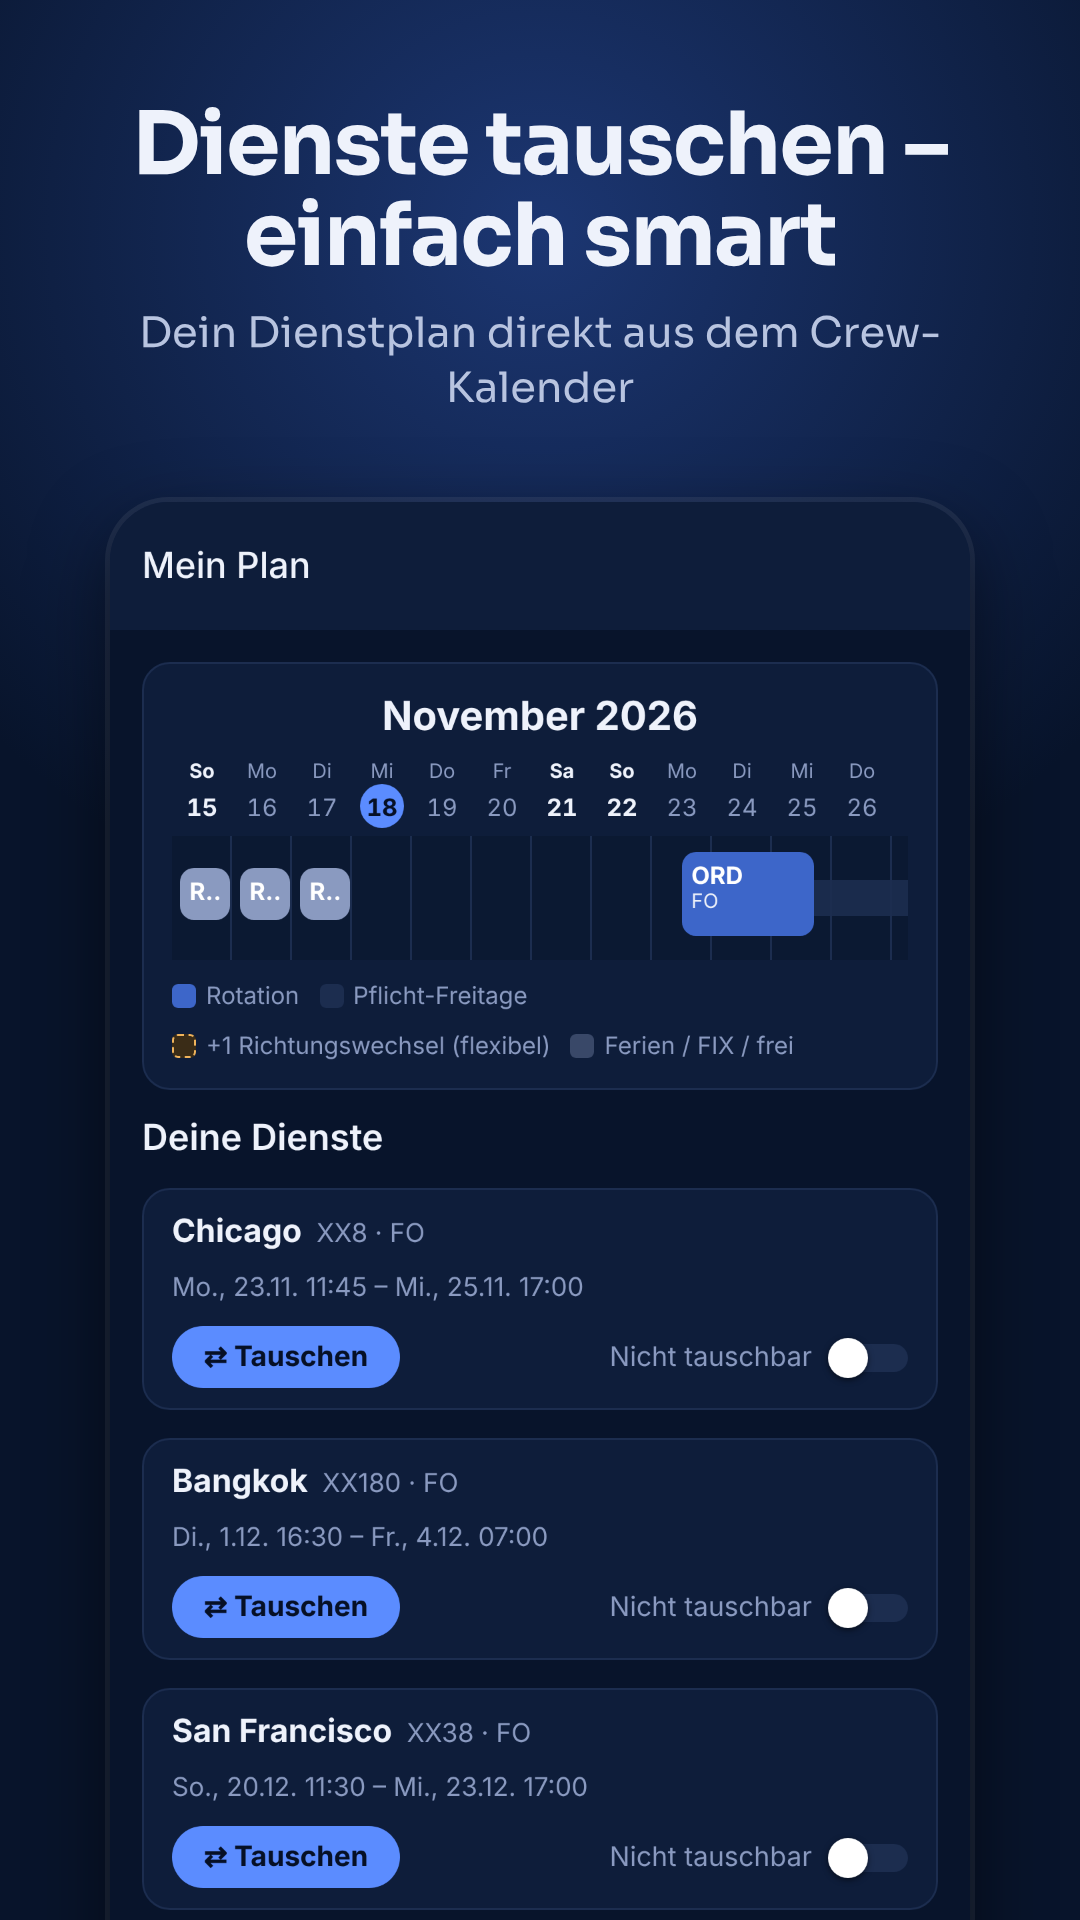 Dienste tauschen –
einfach smart
Dein Dienstplan direkt aus dem Crew-
Kalender
Mein Plan
November 2026
So Mo Di Mi Do Fr Sa So Mo Di Mi Do
15 16 17 18 19 20 21 22 23 24 25 26
R.. R.. R.. ORD
FO
Rotation Pflicht-Freitage
+1 Richtungswechsel (flexibel) Ferien / FIX / frei
Deine Dienste
Chicago XX8 · FO
Mo., 23.11. 11:45 – Mi., 25.11. 17:00
⇄ Tauschen Nicht tauschbar
Bangkok XX180 · FO
Di., 1.12. 16:30 – Fr., 4.12. 07:00
⇄ Tauschen Nicht tauschbar
San Francisco XX38 · FO
So., 20.12. 11:30 – Mi., 23.12. 17:00
⇄ Tauschen Nicht tauschbar